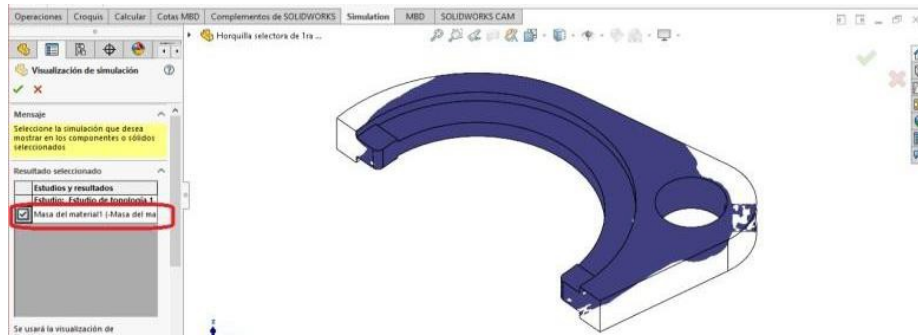 Operaciones Croquis Calcular Cotas MBD Complementos de SOLIDWORKS Simulation MBD SOLIDWORKS CAM
Horquilla selectora de 1ra ...
Visualización de simulación
Mensaje
Seleccione la simulación que desea
mostrar en los componentes o sólidos
seleccionados
Resultado seleccionado
Estudios y resultados
Estudio: Estudio de topología 1
Masa del material1 (-Masa del ma
Se usará la visualización de